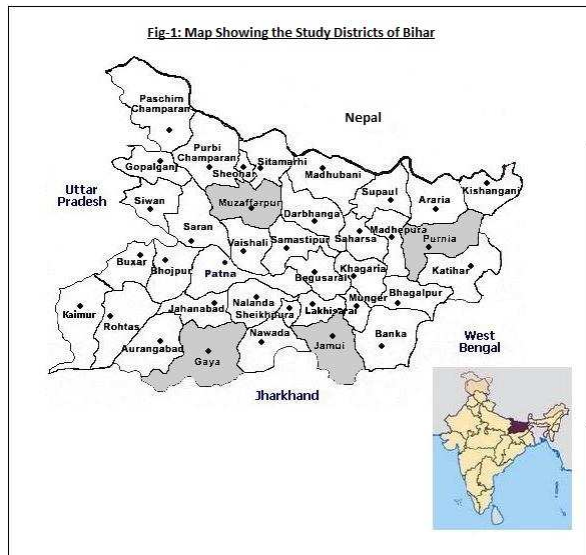 Fig-1: Map Showing the Study Districts of Bihar
Paschim
Champaran
Nepal
Purbi
Champaran
Gopalganj
Sheohar
Sitamarhi
Madhubani
Uttar
Pradesh
Siwan
Muzaffarpur
Supaul
Araria
Kishanganj
Darbhanga
Saran
Vaishali
Samastipur
Saharsa
Madhepura
Purnia
Buxar
Bhojpur
Patna
Begusarai
Khagaria
Katihar
Kaimur
Rohtas
Jahanabad
Nalanda
Sheikhpura
Lakhisarai
Munger
Bhagalpur
Aurangabad
Gaya
Nawada
Jamui
Banka
West
Bengal
Jharkhand